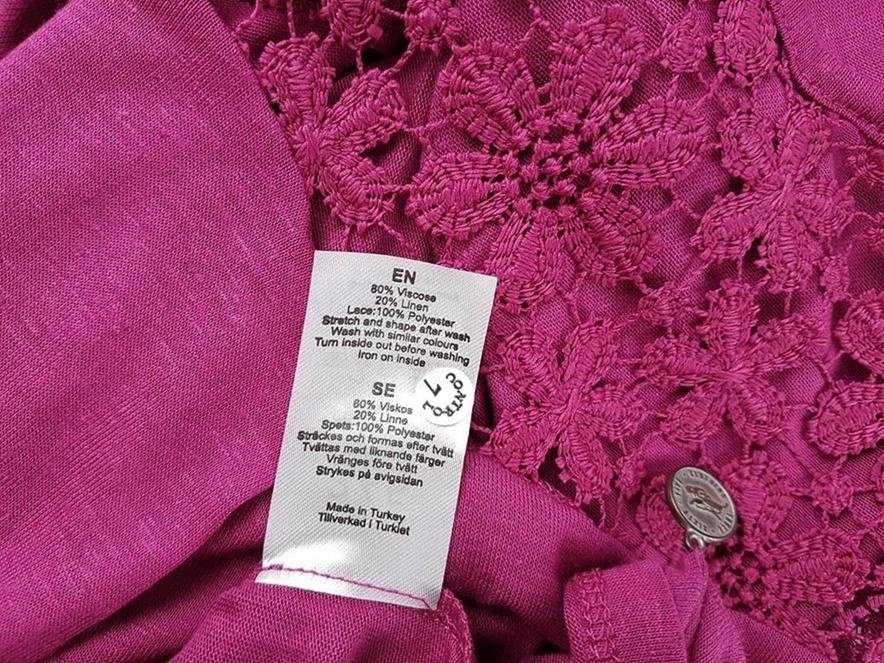 EN
80% Viscose
20% Linen
Lace:100% Polyester
Stretch and shape after wash
Wash with similar colours
Turn inside out before washing
Iron on inside
CONTROL
7
SE
80% Viskos
20% Linne
Spets:100% Polyester
Sträckes och formas efter tvätt
Tvättas med liknande färger
Vränges före tvätt
Strykes på avigsidan
Made in Turkey
Tillverkad i Turkiet